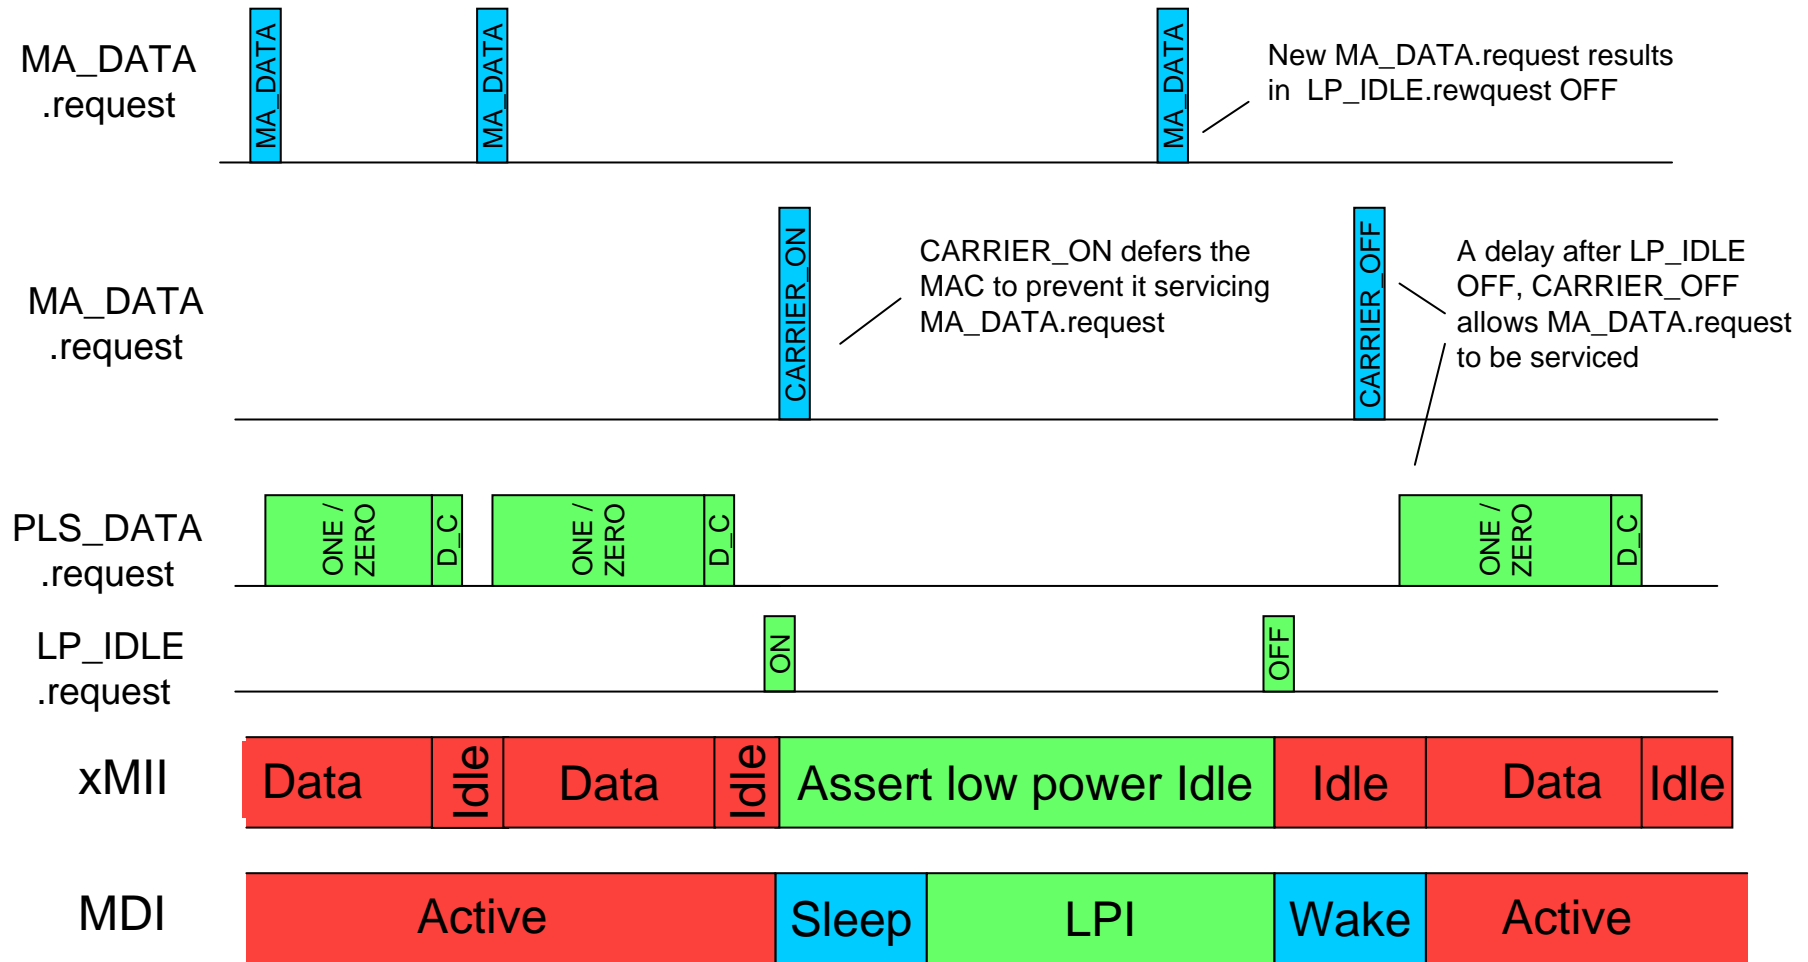 MA_DATA
.request
MA_DATA
MA_DATA
MA_DATA
New MA_DATA.request results
in LP_IDLE.rewquest OFF
MA_DATA
.request
CARRIER_ON
CARRIER_ON defers the
MAC to prevent it servicing
MA_DATA.request
CARRIER_OFF
A delay after LP_IDLE
OFF, CARRIER_OFF
allows MA_DATA.request
to be serviced
PLS_DATA
.request
ONE /
ZERO
D_C
ONE /
ZERO
D_C
ONE /
ZERO
D_C
LP_IDLE
.request
ON
OFF
xMII
Data
Idle
Data
Idle
Assert low power Idle
Idle
Data
Idle
MDI
Active
Sleep
LPI
Wake
Active